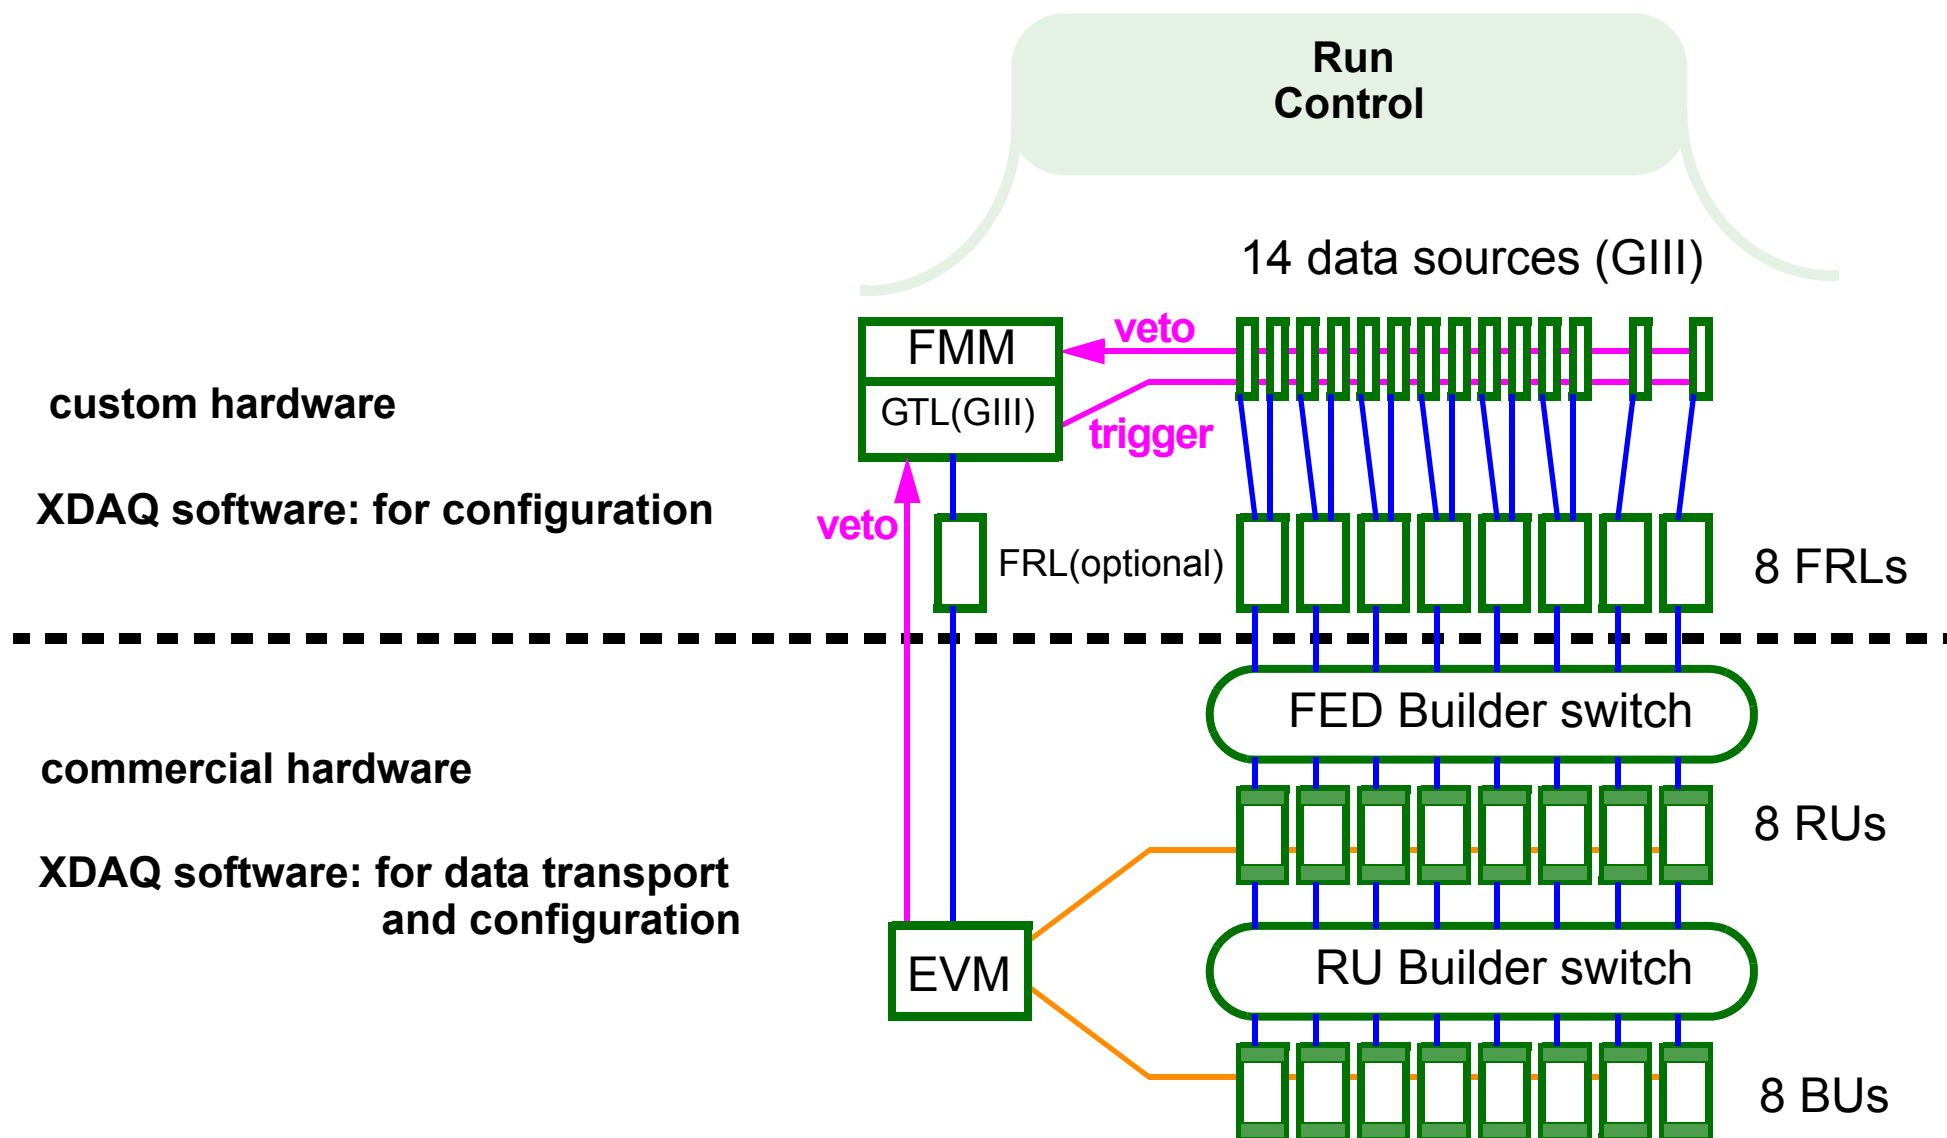 Run
Control
14 data sources (GIII)
FMM
veto
GTL(GIII)
trigger
custom hardware
XDAQ software: for configuration
veto
FRL(optional)
8 FRLs
FED Builder switch
commercial hardware
8 RUs
XDAQ software: for data transport
and configuration
EVM
RU Builder switch
8 BUs